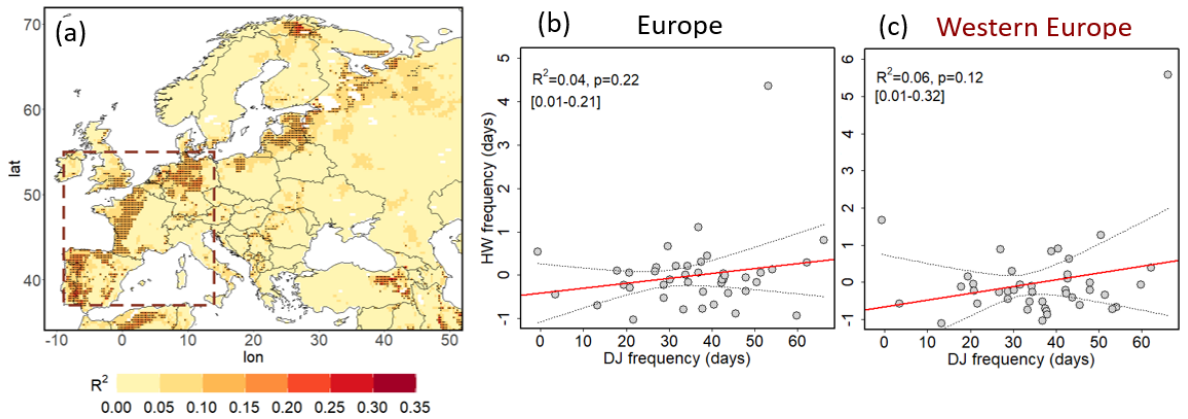 (a)
70
60
50
40
lat
-10 0 10 20 30 40 50
lon
R²
0.00 0.05 0.10 0.15 0.20 0.25 0.30 0.35
(b) Europe
R²=0.04, p=0.22
[0.01-0.21]
5
4
3
2
1
0
-1
HW frequency (days)
0 10 20 30 40 50 60
DJ frequency (days)
(c) Western Europe
R²=0.06, p=0.12
[0.01-0.32]
6
5
4
3
2
1
0
-1
0 10 20 30 40 50 60
DJ frequency (days)